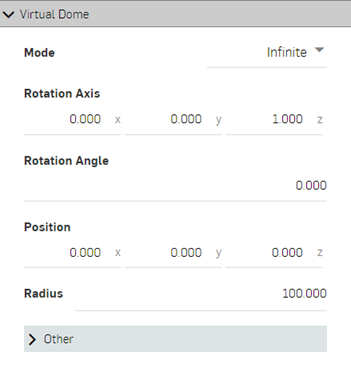 Virtual Dome
Mode Infinite
Rotation Axis
0.000 x 0.000 y 1.000 z
Rotation Angle
0.000
Position
0.000 x 0.000 y 0.000 z
Radius 100.000
Other